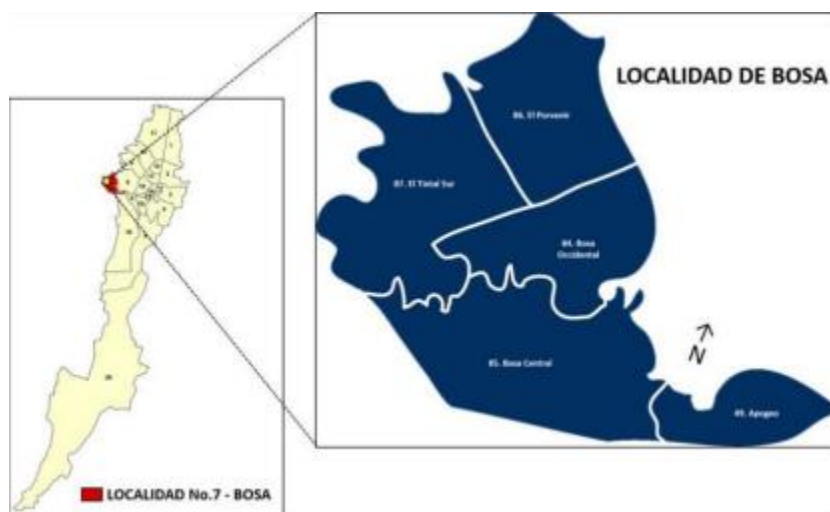 LOCALIDAD DE BOSA
86. El Porvenir
87. El Tintal Sur
84. Bosa
Occidental
85. Bosa Central
N
49. Apogeo
LOCALIDAD No.7 - BOSA